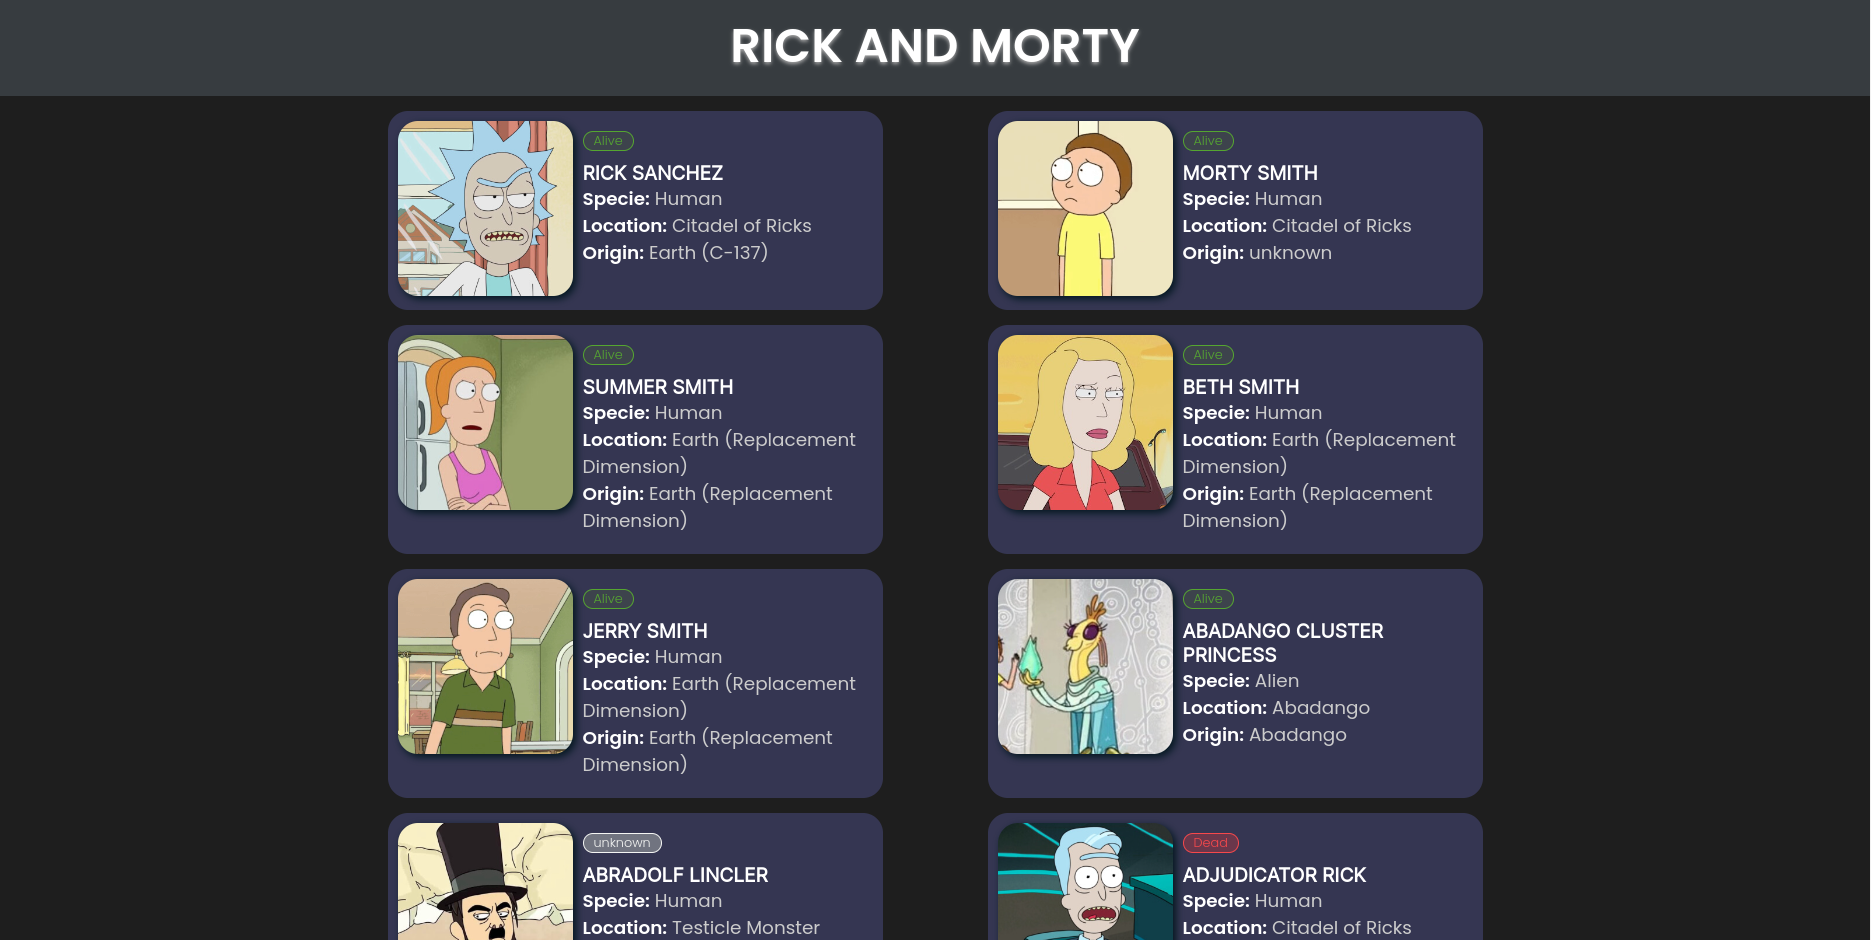 RICK AND MORTY
Alive
RICK SANCHEZ
Specie: Human
Location: Citadel of Ricks
Origin: Earth (C-137)
Alive
MORTY SMITH
Specie: Human
Location: Citadel of Ricks
Origin: unknown
Alive
SUMMER SMITH
Specie: Human
Location: Earth (Replacement
Dimension)
Origin: Earth (Replacement
Dimension)
Alive
BETH SMITH
Specie: Human
Location: Earth (Replacement
Dimension)
Origin: Earth (Replacement
Dimension)
Alive
JERRY SMITH
Specie: Human
Location: Earth (Replacement
Dimension)
Origin: Earth (Replacement
Dimension)
Alive
ABADANGO CLUSTER
PRINCESS
Specie: Alien
Location: Abadango
Origin: Abadango
unknown
ABRADOLF LINCLER
Specie: Human
Location: Testicle Monster
Dead
ADJUDICATOR RICK
Specie: Human
Location: Citadel of Ricks